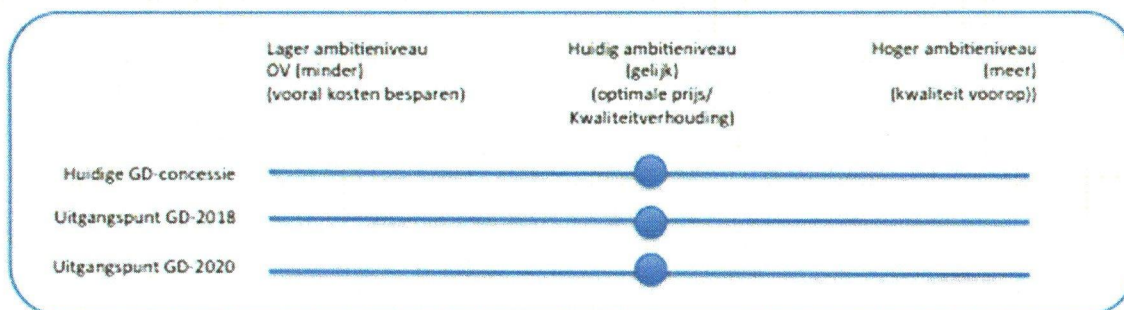 Lager ambitieniveau
OV (minder)
(vooral kosten besparen)
Huidig ambitieniveau
(gelijk)
(optimale prijs/
Kwaliteitverhouding)
Hoger ambitieniveau
(meer)
(kwaliteit voorop))
Huidige GD-concessie
Uitgangspunt GD-2018
Uitgangspunt GD-2020